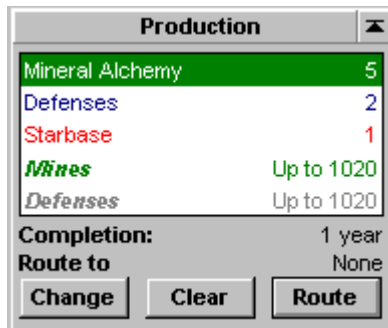 Production
Mineral Alchemy 5
Defenses 2
Starbase 1
Mines Up to 1020
Defenses Up to 1020
Completion: 1 year
Route to None
Change Clear Route